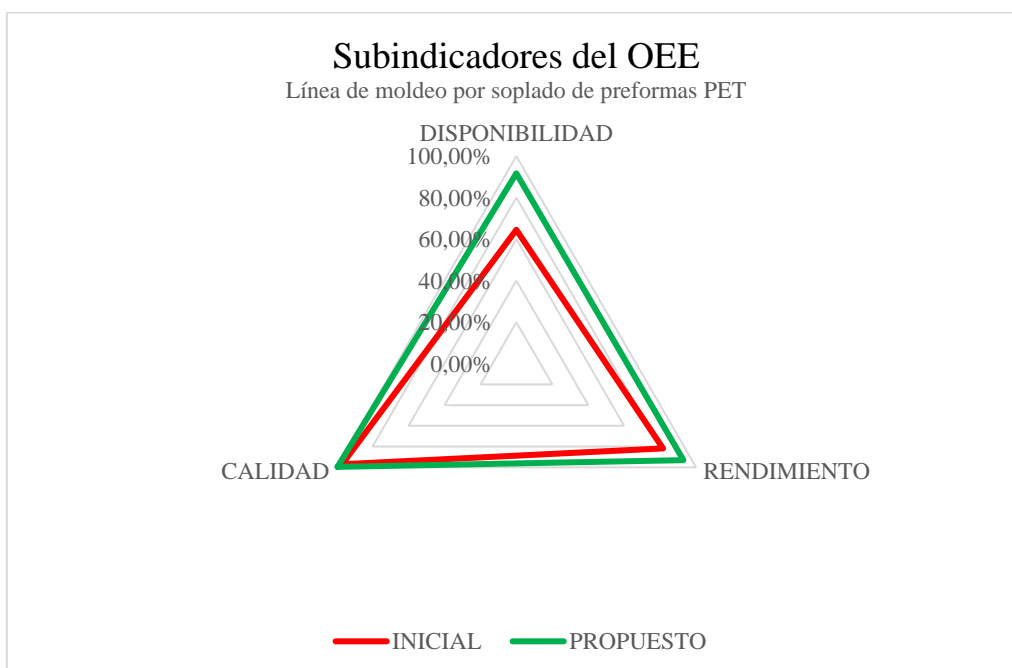 Subindicadores del OEE
Línea de moldeo por soplado de preformas PET
DISPONIBILIDAD
100,00%
80,00%
60,00%
40,00%
20,00%
0,00%
CALIDAD
RENDIMIENTO
INICIAL
PROPUESTO